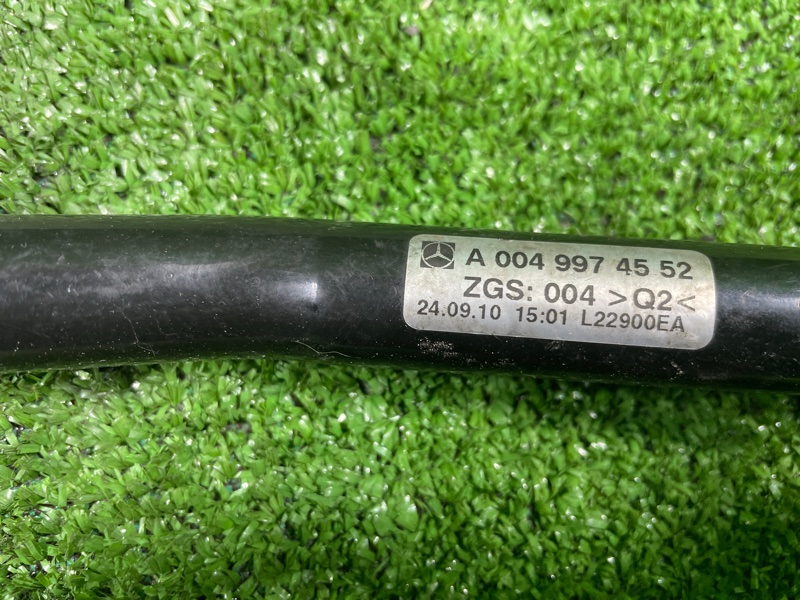 A 004 997 45 52
ZGS: 004 >Q2<
24.09.10 15:01 L22900EA